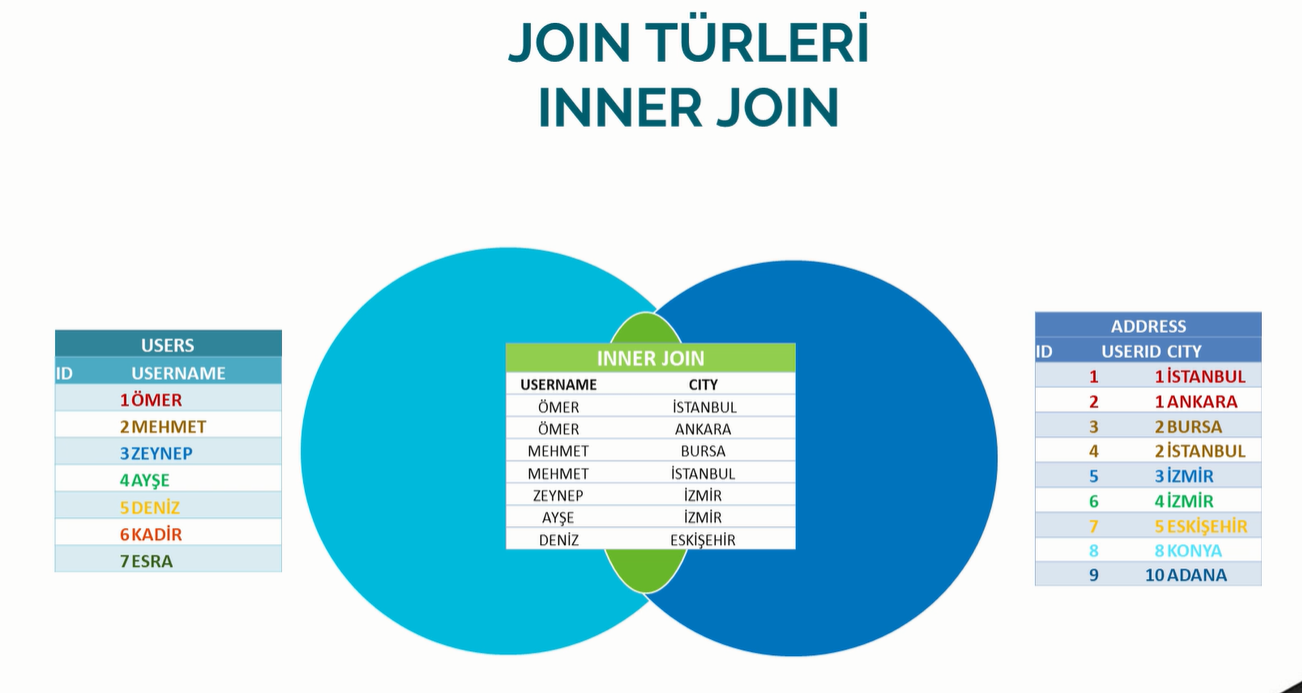 JOIN TÜRLERİ
INNER JOIN
USERS
ID USERNAME
1 ÖMER
2 MEHMET
3 ZEYNEP
4 AYŞE
5 DENİZ
6 KADİR
7 ESRA
INNER JOIN
USERNAME CITY
ÖMER İSTANBUL
ÖMER ANKARA
MEHMET BURSA
MEHMET İSTANBUL
ZEYNEP İZMİR
AYŞE İZMİR
DENİZ ESKİŞEHİR
ADDRESS
ID USERID CITY
1 1 İSTANBUL
2 1 ANKARA
3 2 BURSA
4 2 İSTANBUL
5 3 İZMİR
6 4 İZMİR
7 5 ESKİŞEHİR
8 8 KONYA
9 10 ADANA